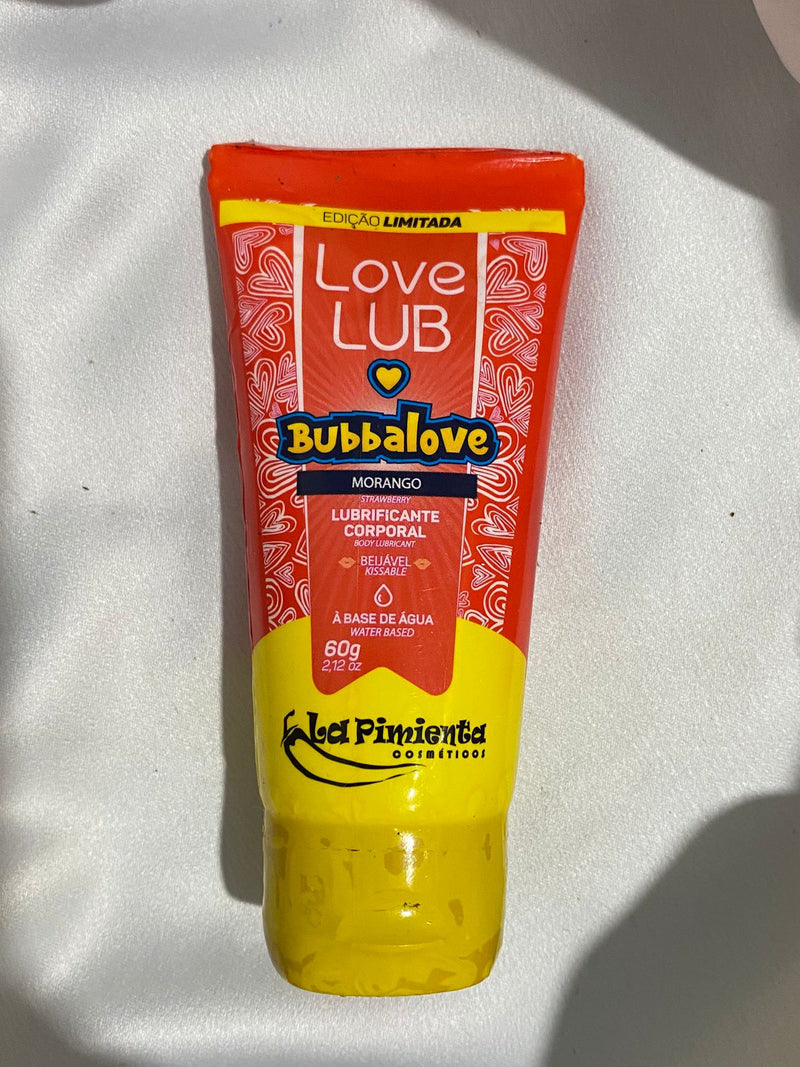 EDIÇÃO LIMITADA
Love
LUB
Bubbalove
MORANGO
STRAWBERRY
LUBRIFICANTE
CORPORAL
BODY LUBRICANT
BEIJÁVEL
KISSABLE
À BASE DE ÁGUA
WATER BASED
60g
2,12 oz
La Pimienta
COSMÉTICOS